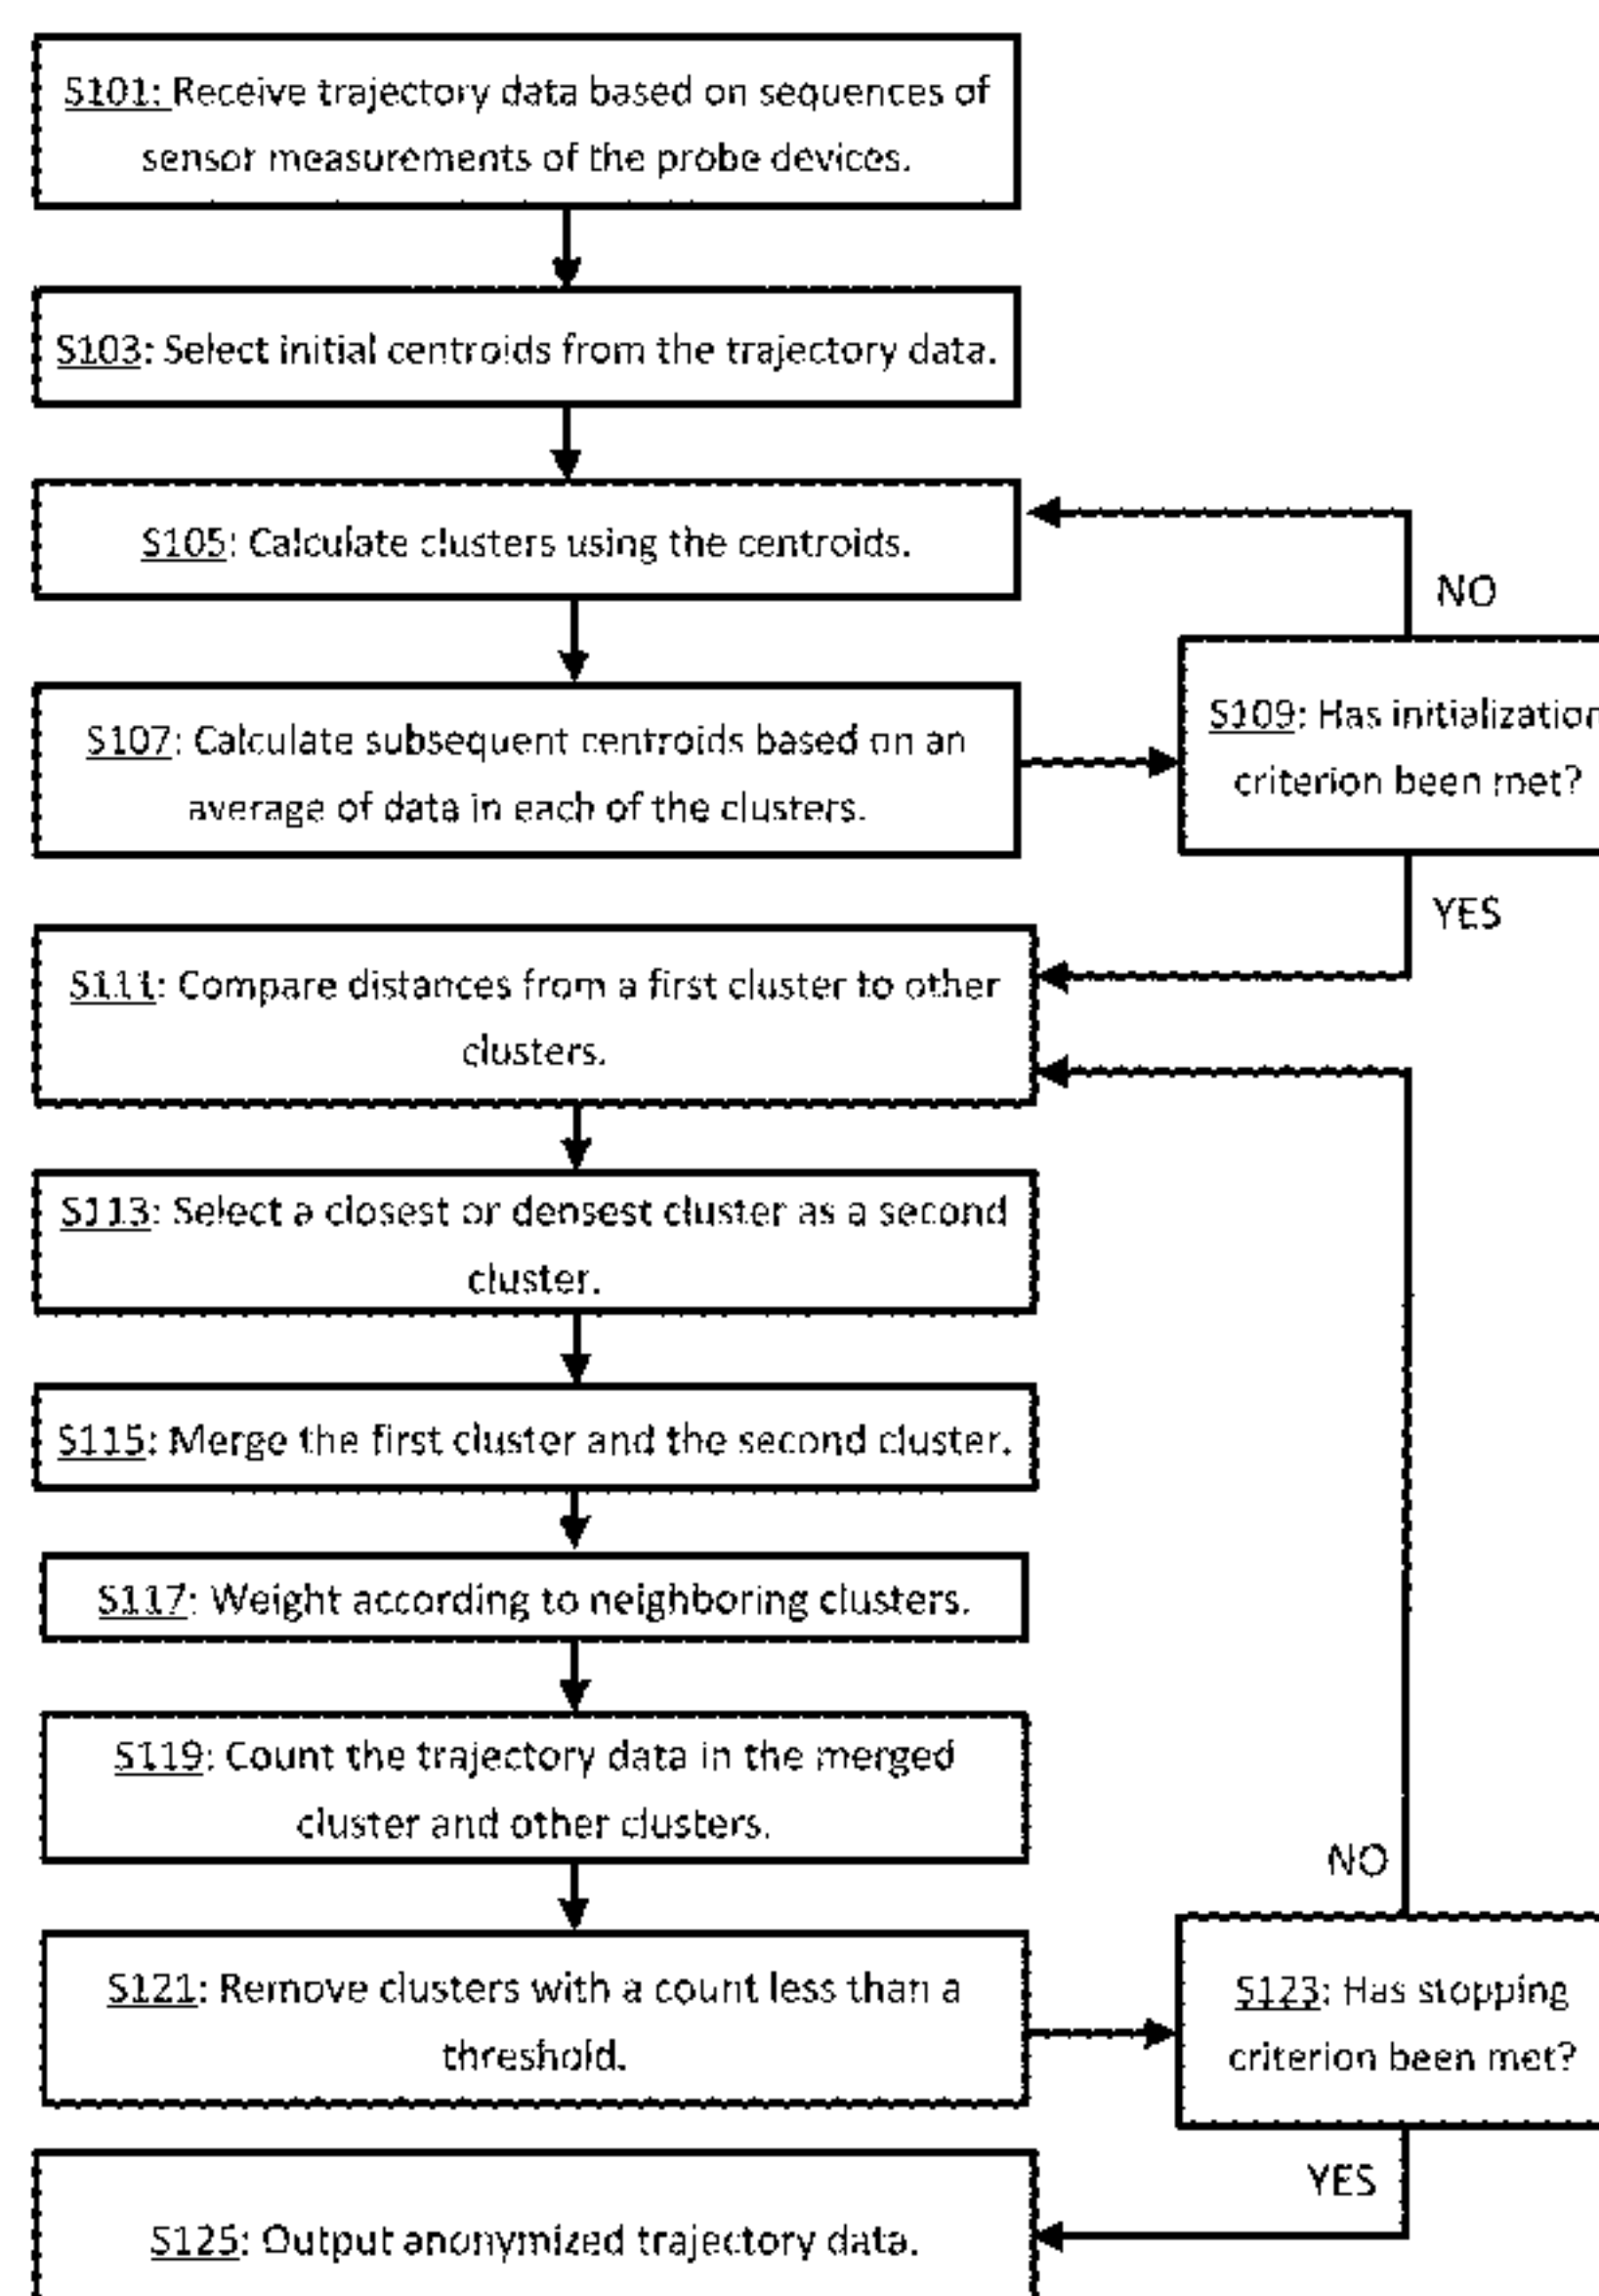 S101: Receive trajectory data based on sequences of
sensor measurements of the probe devices.
S103: Select initial centroids from the trajectory data.
S105: Calculate clusters using the centroids.
NO
S107: Calculate subsequent centroids based on an
average of data in each of the clusters.
S109: Has initialization
criterion been met?
YES
S111: Compare distances from a first cluster to other
clusters.
S113: Select a closest or densest cluster as a second
cluster.
S115: Merge the first cluster and the second cluster.
S117: Weight according to neighboring clusters.
S119: Count the trajectory data in the merged
cluster and other clusters.
NO
S121: Remove clusters with a count less than a
threshold.
S123: Has stopping
criterion been met?
YES
S125: Output anonymized trajectory data.